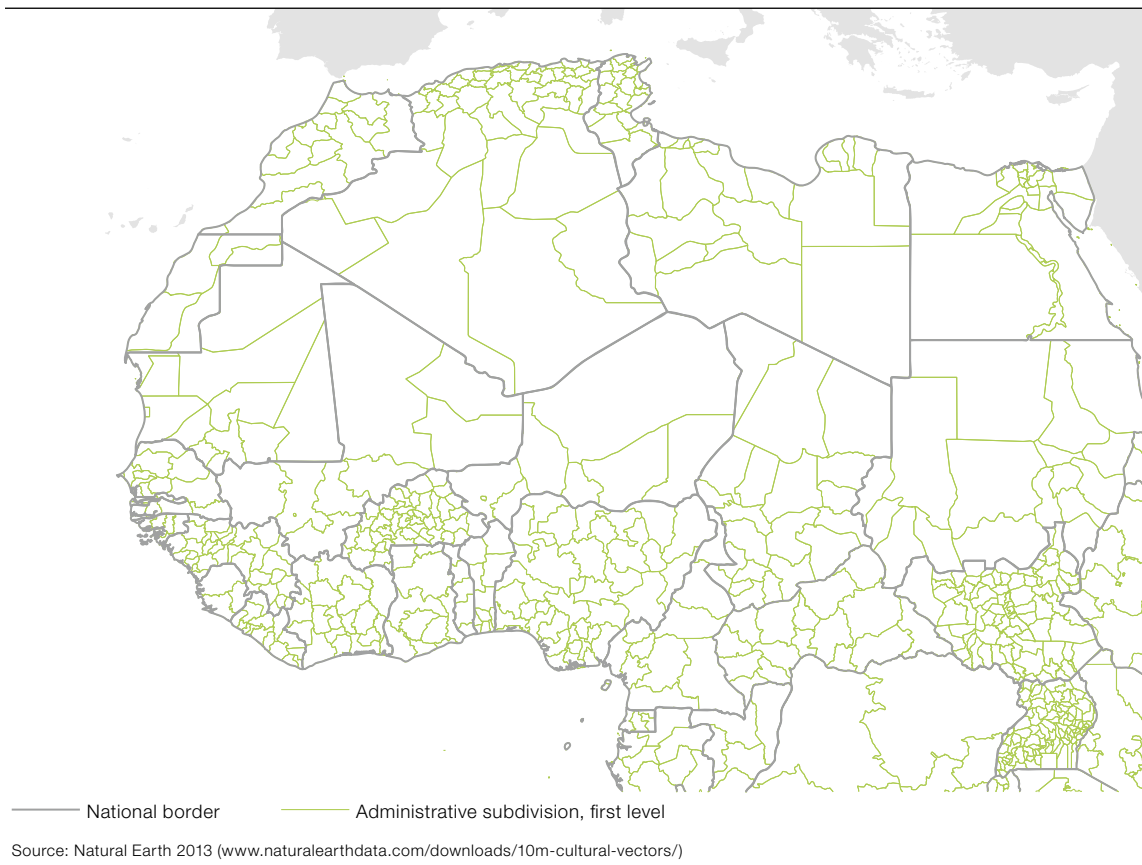 National border
Administrative subdivision, first level
Source: Natural Earth 2013 (www.naturalearthdata.com/downloads/10m-cultural-vectors/)